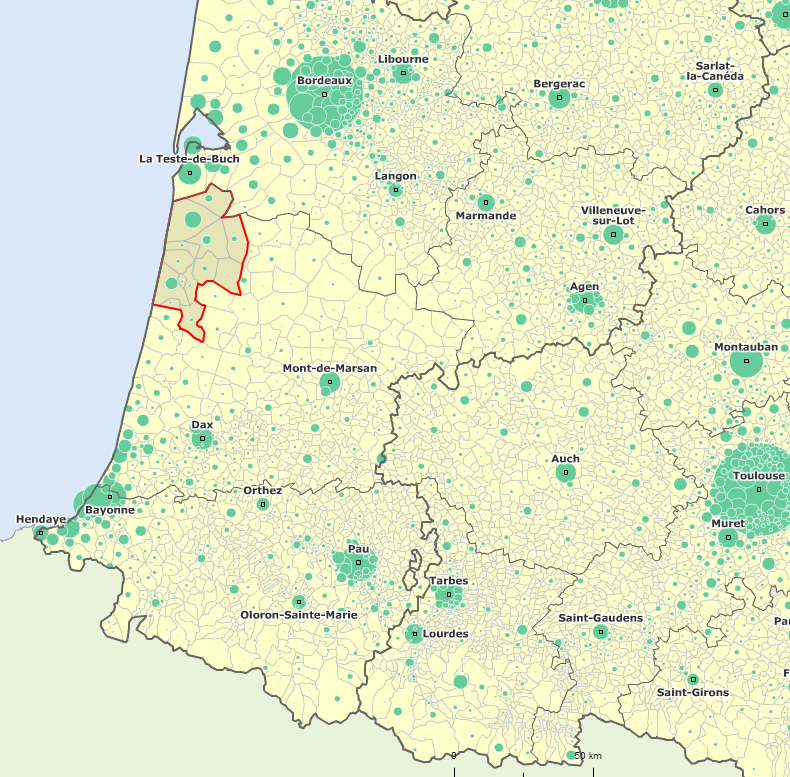 Libourne
Sarlat-
la-Canéda
Bordeaux
Bergerac
La Teste-de-Buch
Langon
Marmande
Villeneuve-
sur-Lot
Cahors
Agen
Montauban
Mont-de-Marsan
Dax
Auch
Toulouse
Orthez
Bayonne
Hendaye
Muret
Pau
Tarbes
Oloron-Sainte-Marie
Saint-Gaudens
Lourdes
Saint-Girons
0
50 km